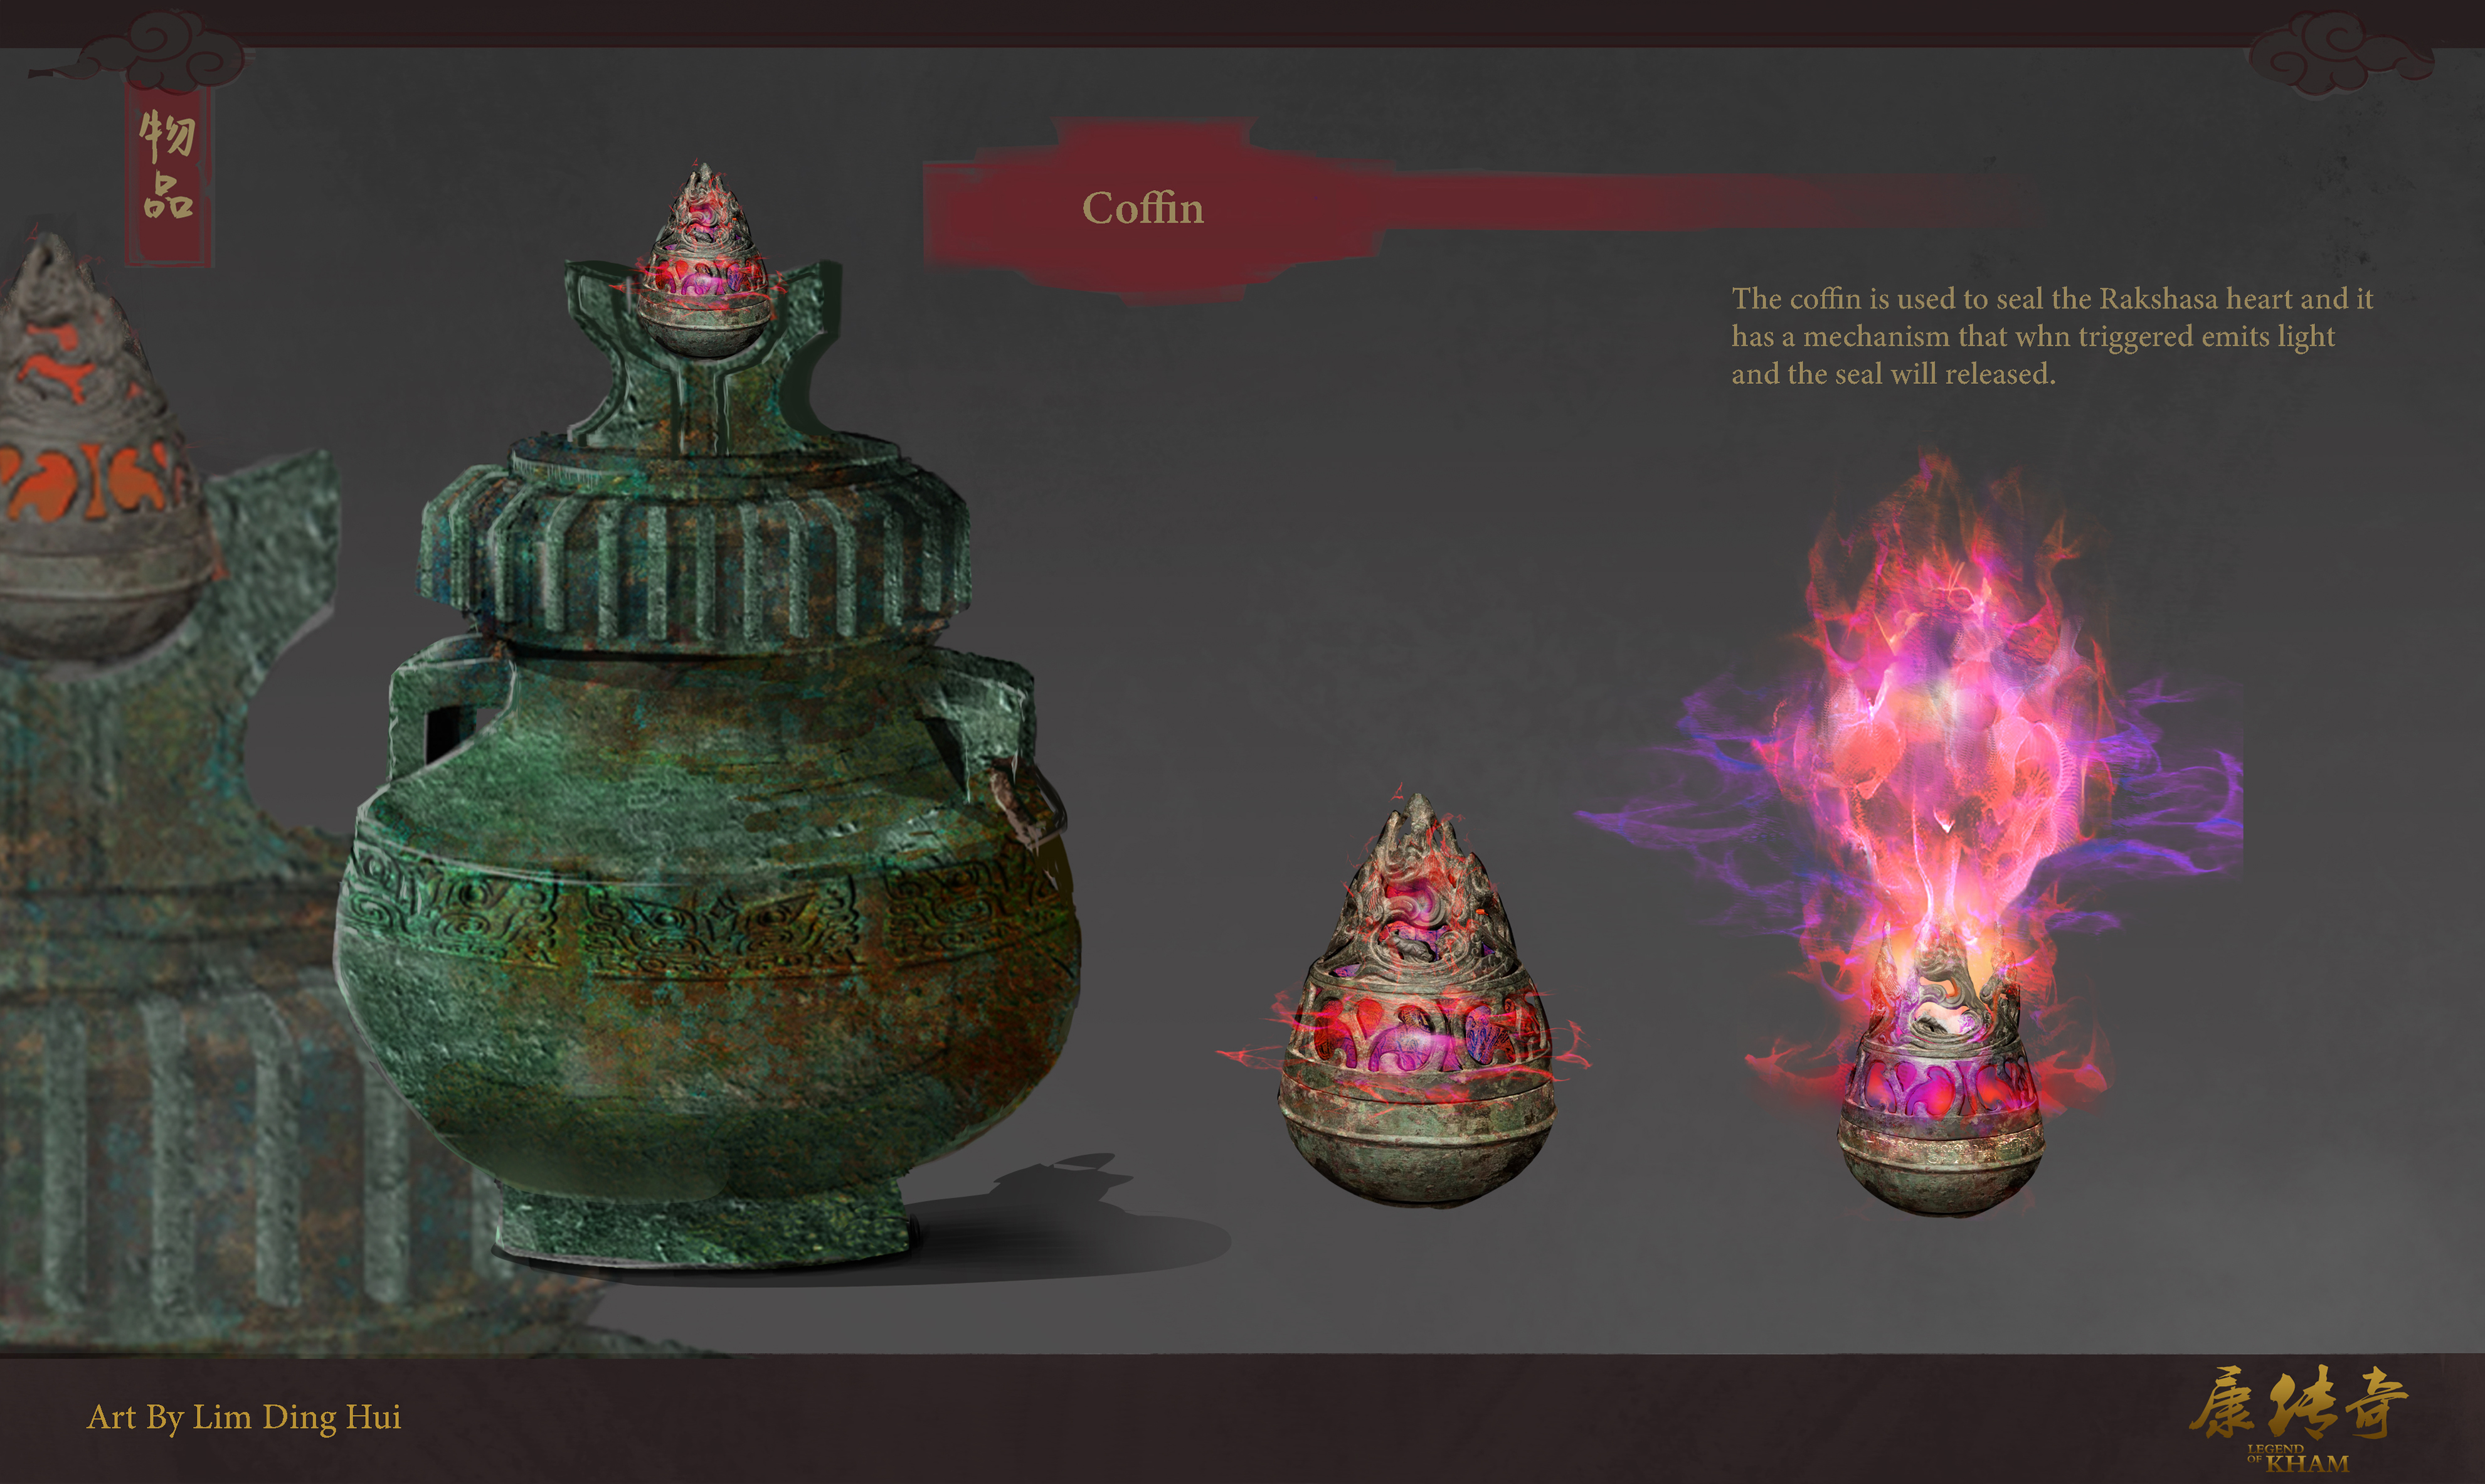 物品
Coffin
The coffin is used to seal the Rakshasa heart and it
has a mechanism that whn triggered emits light
and the seal will released.
Art By Lim Ding Hui
康传奇
LEGEND
OF KHAM